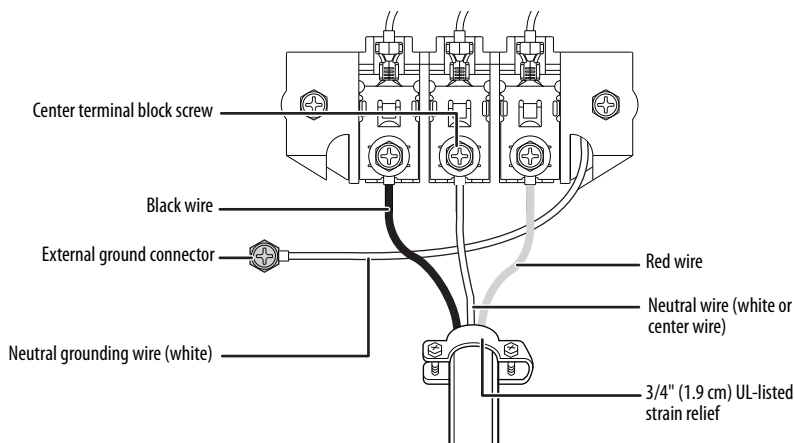 Center terminal block screw
Black wire
External ground connector
Neutral grounding wire (white)
Red wire
Neutral wire (white or
center wire)
3/4" (1.9 cm) UL-listed
strain relief